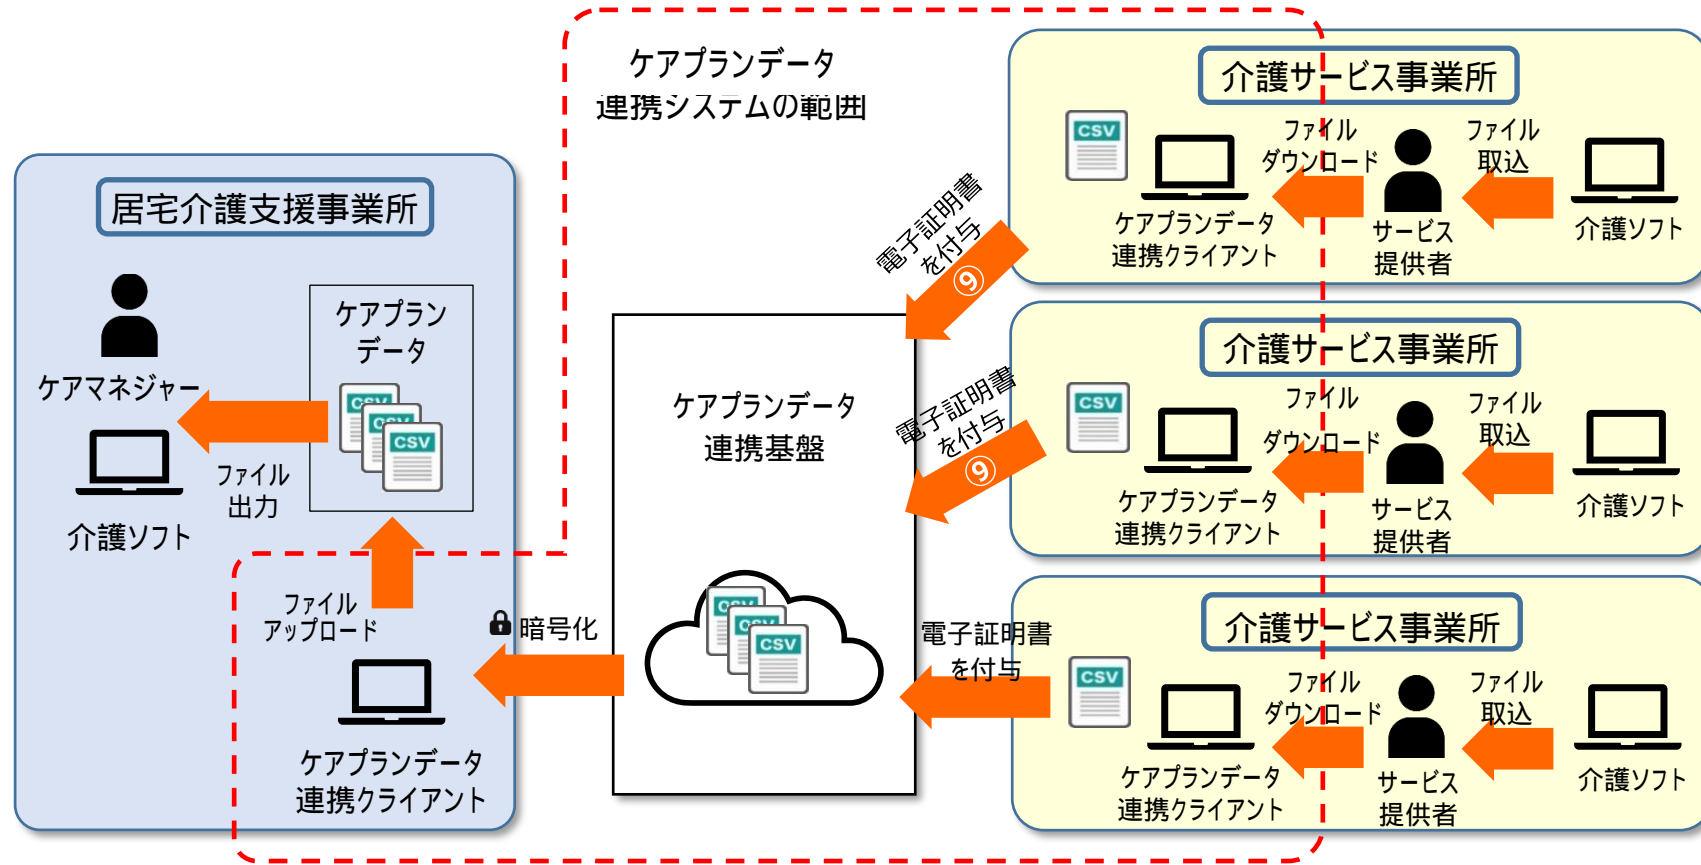 ケアプランデータ
連携システムの範囲
居宅介護支援事業所
ケアマネジャー
介護ソフト
ケアプラン
データ
CSV
CSV
CSV
ファイル
出力
ファイル
アップロード
ケアプランデータ
連携クライアント
暗号化
ケアプランデータ
連携基盤
CSV
CSV
CSV
電子証明書
を付与
⑨
電子証明書
を付与
⑨
電子証明書
を付与
介護サービス事業所
CSV
ファイル
ダウンロード
ファイル
取込
ケアプランデータ
連携クライアント
サービス
提供者
介護ソフト
介護サービス事業所
CSV
ファイル
ダウンロード
ファイル
取込
ケアプランデータ
連携クライアント
サービス
提供者
介護ソフト
介護サービス事業所
CSV
ファイル
ダウンロード
ファイル
取込
ケアプランデータ
連携クライアント
サービス
提供者
介護ソフト